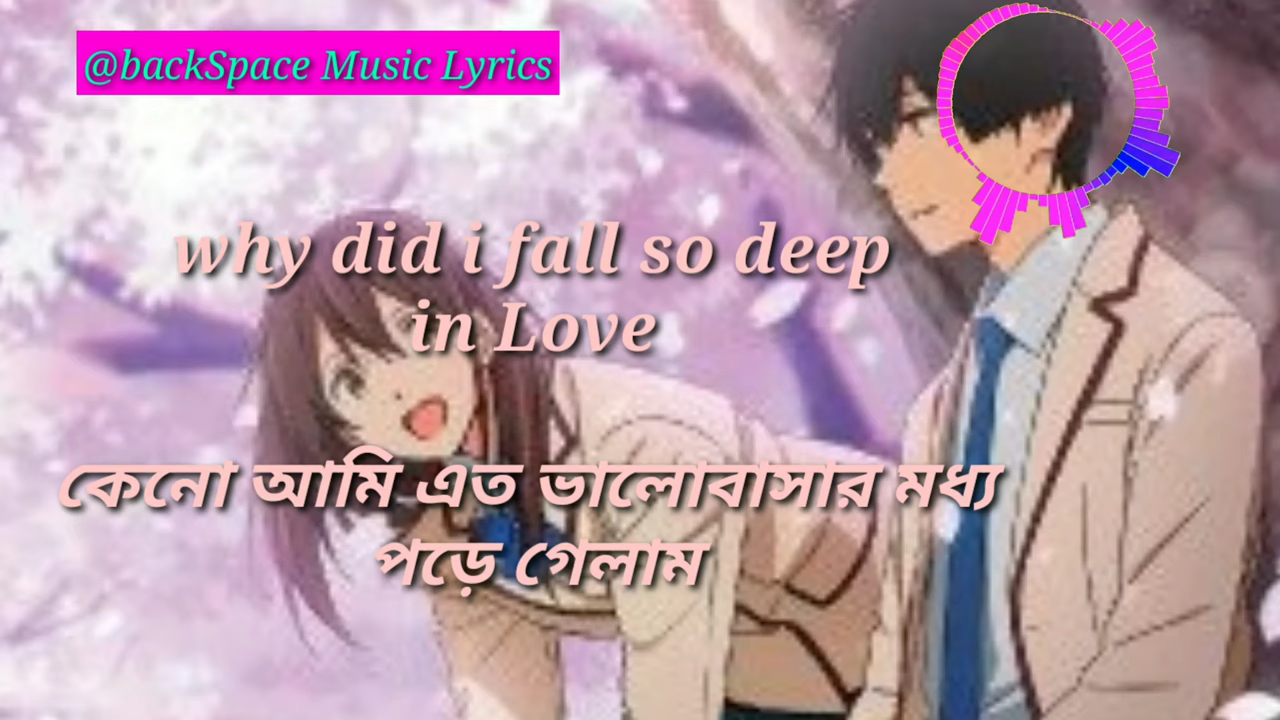 @backSpace Music Lyrics
why did i fall so deep
in Love
কেনো আমি এত ভালোবাসার মধ্য
পড়ে গেলাম